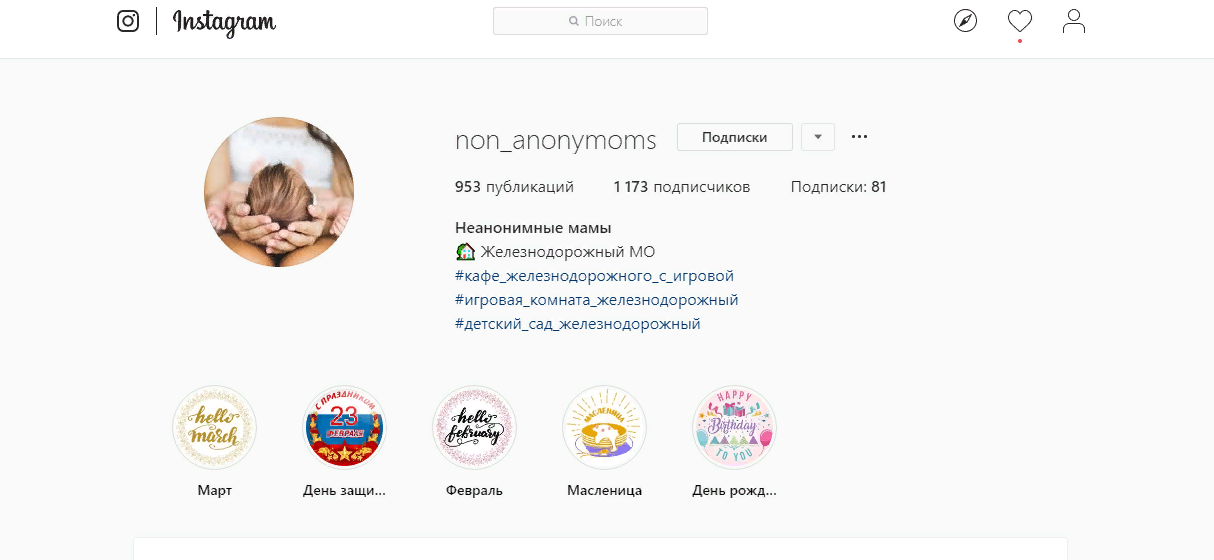 Instagram
Поиск
non_anonymoms Подписки
953 публикаций 1 173 подписчиков Подписки: 81
Неанонимные мамы
Железнодорожный МО
#кафе_железнодорожного_с_игровой
#игровая_комната_железнодорожный
#детский_сад_железнодорожный
hello march
С ПРАЗДНИКОМ 23 ФЕВРАЛЯ
hello february
МАСЛЕНИЦА
HAPPY Birthday TO YOU
Март День защи... Февраль Масленица День рожд...